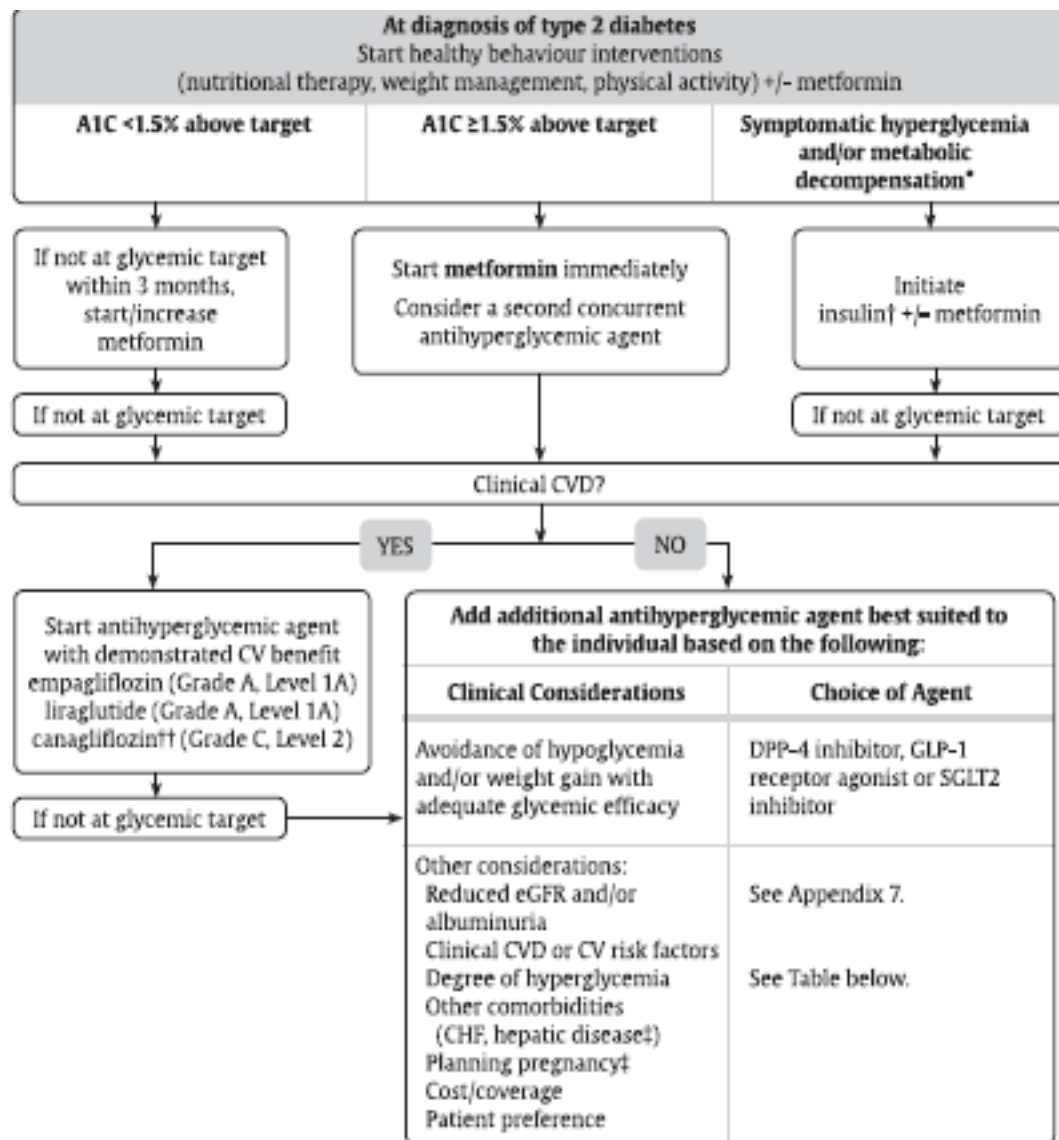 At diagnosis of type 2 diabetes
Start healthy behaviour interventions
(nutritional therapy, weight management, physical activity) +/– metformin
A1C <1.5% above target
A1C ≥1.5% above target
Symptomatic hyperglycemia
and/or metabolic
decompensation*
If not at glycemic target
within 3 months,
start/increase
metformin
Start metformin immediately
Consider a second concurrent
antihyperglycemic agent
Initiate
insulin† +/– metformin
If not at glycemic target
If not at glycemic target
Clinical CVD?
YES
NO
Start antihyperglycemic agent
with demonstrated CV benefit
empagliflozin (Grade A, Level 1A)
liraglutide (Grade A, Level 1A)
canagliflozin†† (Grade C, Level 2)
If not at glycemic target
Add additional antihyperglycemic agent best suited to
the individual based on the following:
Clinical Considerations
Choice of Agent
Avoidance of hypoglycemia
and/or weight gain with
adequate glycemic efficacy
DPP-4 inhibitor, GLP-1
receptor agonist or SGLT2
inhibitor
Other considerations:
Reduced eGFR and/or
albuminuria
See Appendix 7.
Clinical CVD or CV risk factors
Degree of hyperglycemia
See Table below.
Other comorbidities
(CHF, hepatic disease‡)
Planning pregnancy‡
Cost/coverage
Patient preference